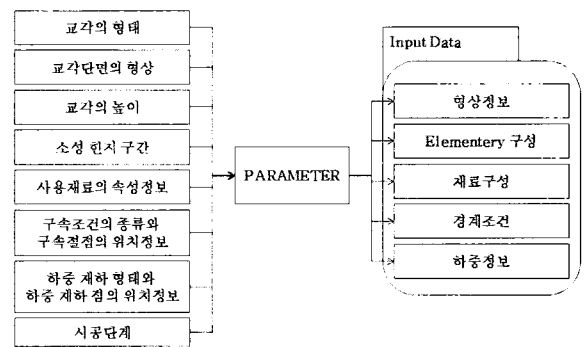 교각의 형태
교각단면의 형상
교각의 높이
소성 힌지 구간
사용재료의 속성정보
구속조건의 종류와
구속절점의 위치정보
하중 재하 형태와
하중 재하 점의 위치정보
시공단계
PARAMETER
Input Data
형상정보
Elementery 구성
재료구성
경계조건
하중정보